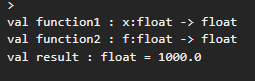 >
val function1 : x:float -> float
val function2 : f:float -> float
val result : float = 1000.0